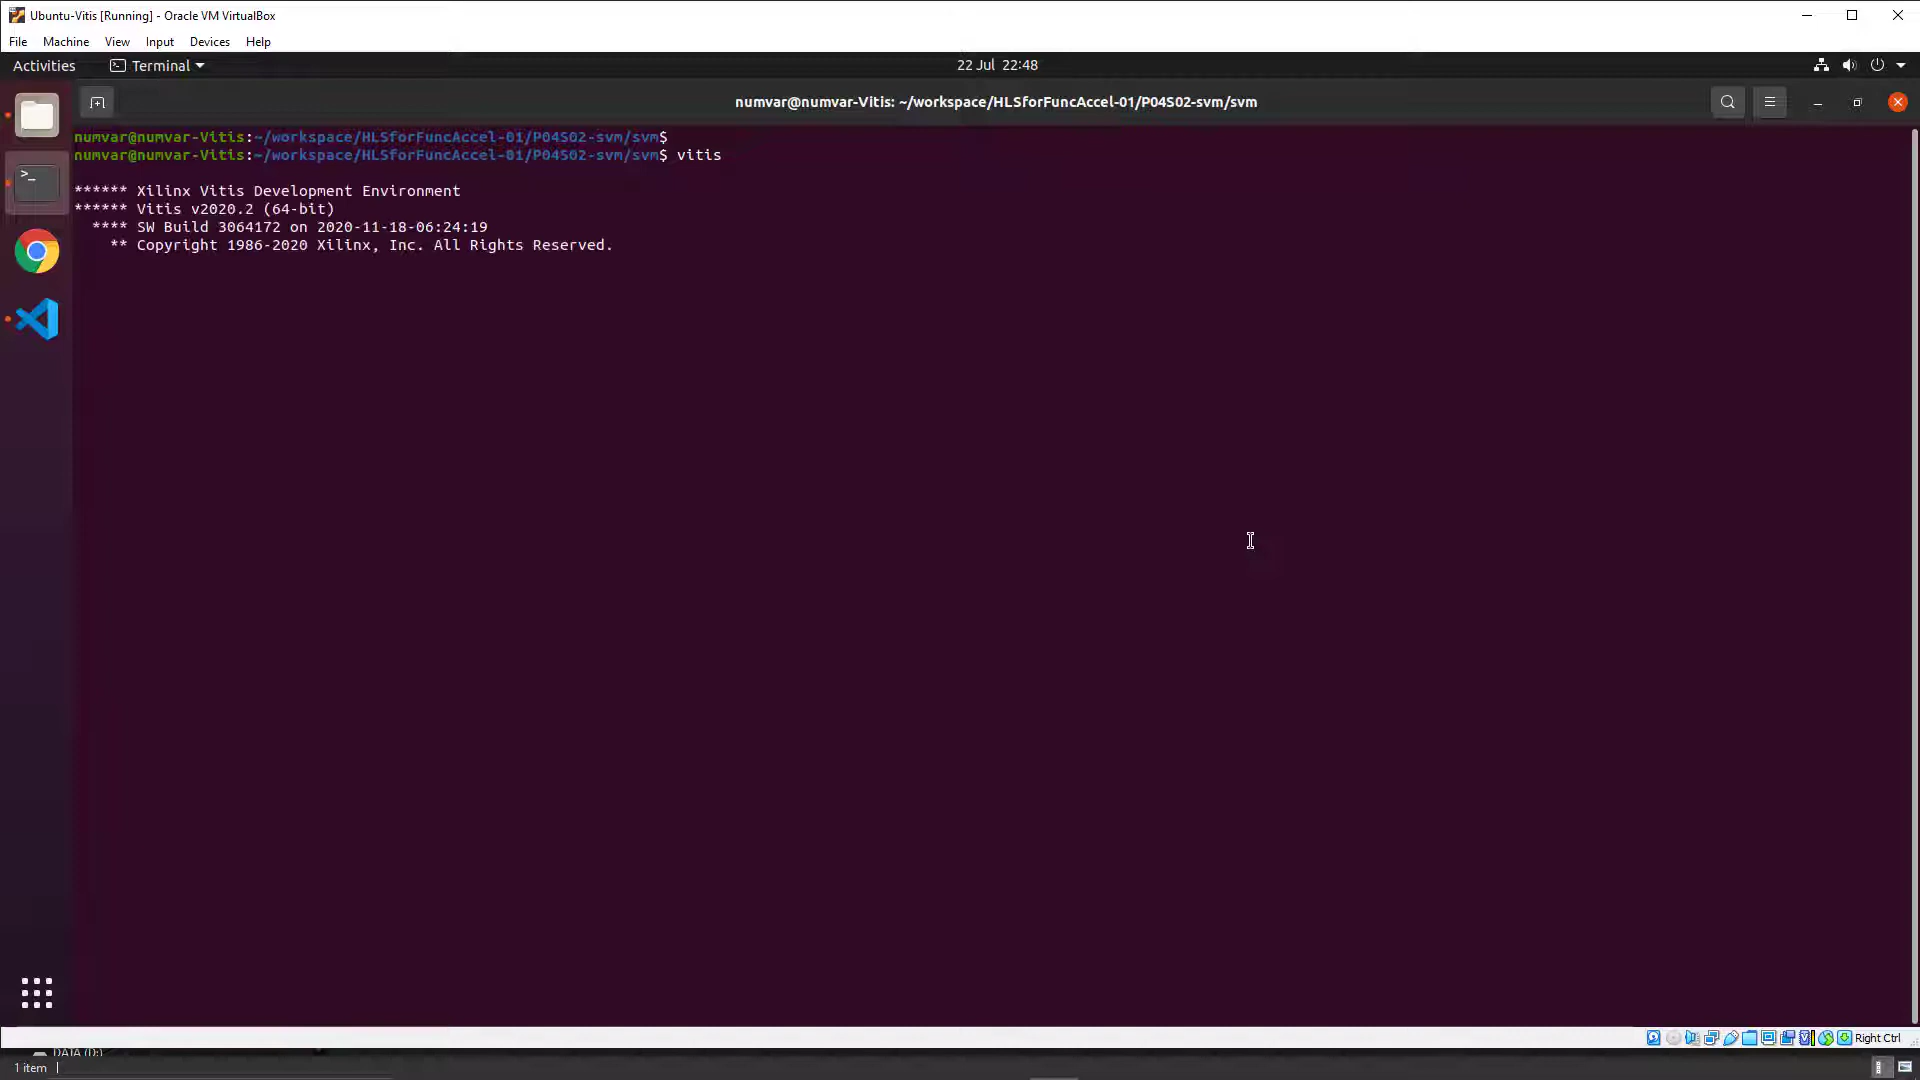 Ubuntu-Vitis [Running] - Oracle VM VirtualBox
File Machine View Input Devices Help
Activities Terminal 22 Jul 22:48
numvar@numvar-Vitis: ~/workspace/HLSforFuncAccel-01/P04S02-svm/svm
numvar@numvar-Vitis:~/workspace/HLSforFuncAccel-01/P04S02-svm/svm$
numvar@numvar-Vitis:~/workspace/HLSforFuncAccel-01/P04S02-svm/svm$ vitis
****** Xilinx Vitis Development Environment
****** Vitis v2020.2 (64-bit)
**** SW Build 3064172 on 2020-11-18-06:24:19
** Copyright 1986-2020 Xilinx, Inc. All Rights Reserved.
Right Ctrl
DATA (D:)
1 item